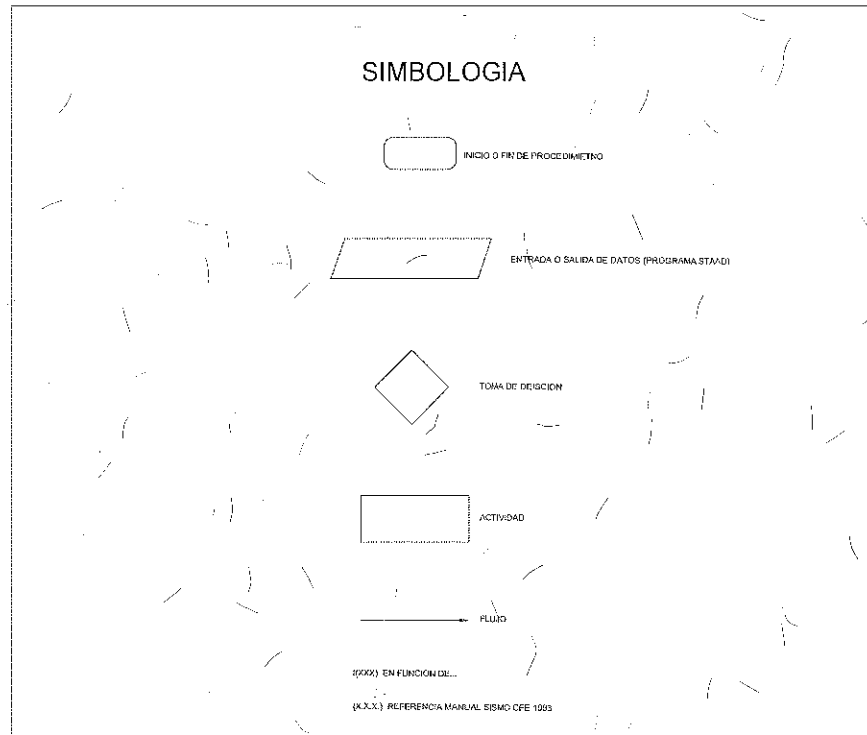 SIMBOLOGIA
INICIO O FIN DE PROCEDIMIETNO
ENTRADA O SALIDA DE DATOS (PROGRAMA STAAD)
TOMA DE DEISCION
ACTIVIDAD
FLUJO
f(XXX) EN FUNCION DE...
(X.X.X.) REFERENCIA MANUAL SISMO CFE 1993